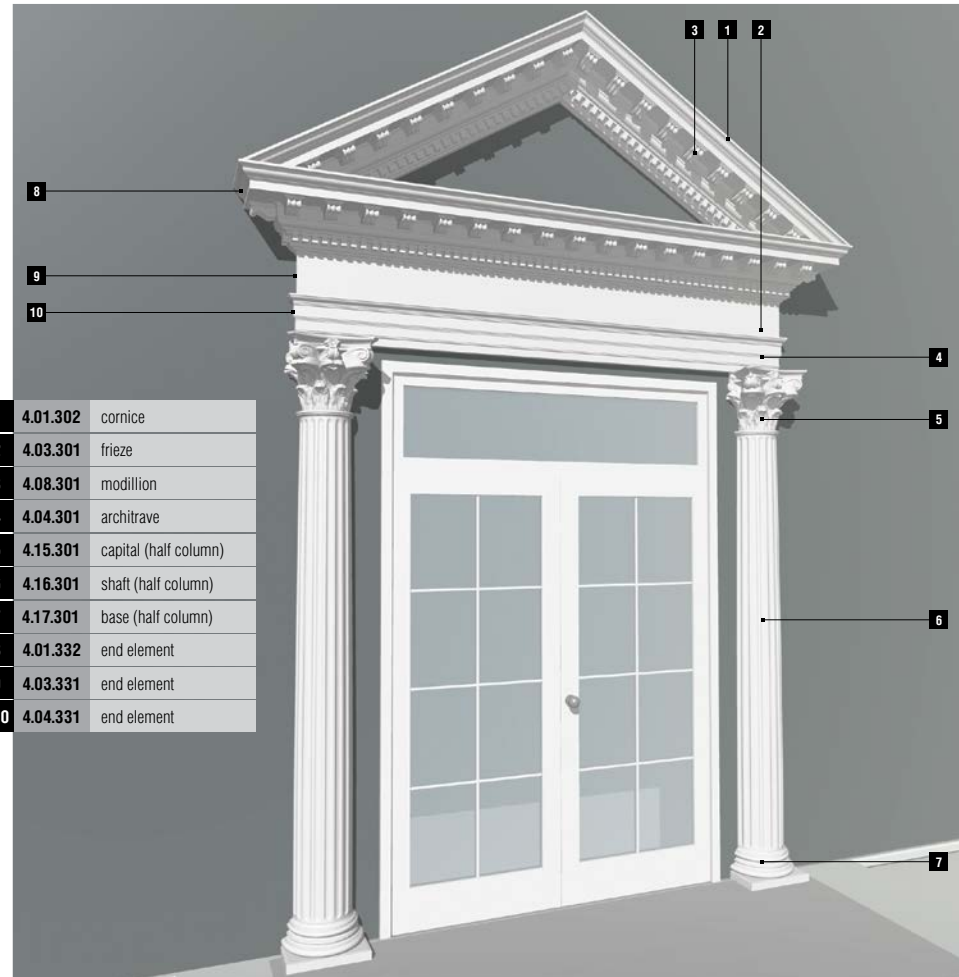 3 1 2
8
9
10
4
5
4.01.302 cornice
4.03.301 frieze
4.08.301 modillion
4.04.301 architrave
4.15.301 capital (half column)
4.16.301 shaft (half column)
4.17.301 base (half column)
4.01.332 end element
4.03.331 end element
0 4.04.331 end element
6
7